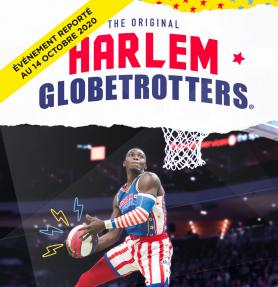 ÉVÉNEMENT REPORTÉ
AU 14 OCTOBRE 2020
THE ORIGINAL
HARLEM
GLOBETROTTERS®